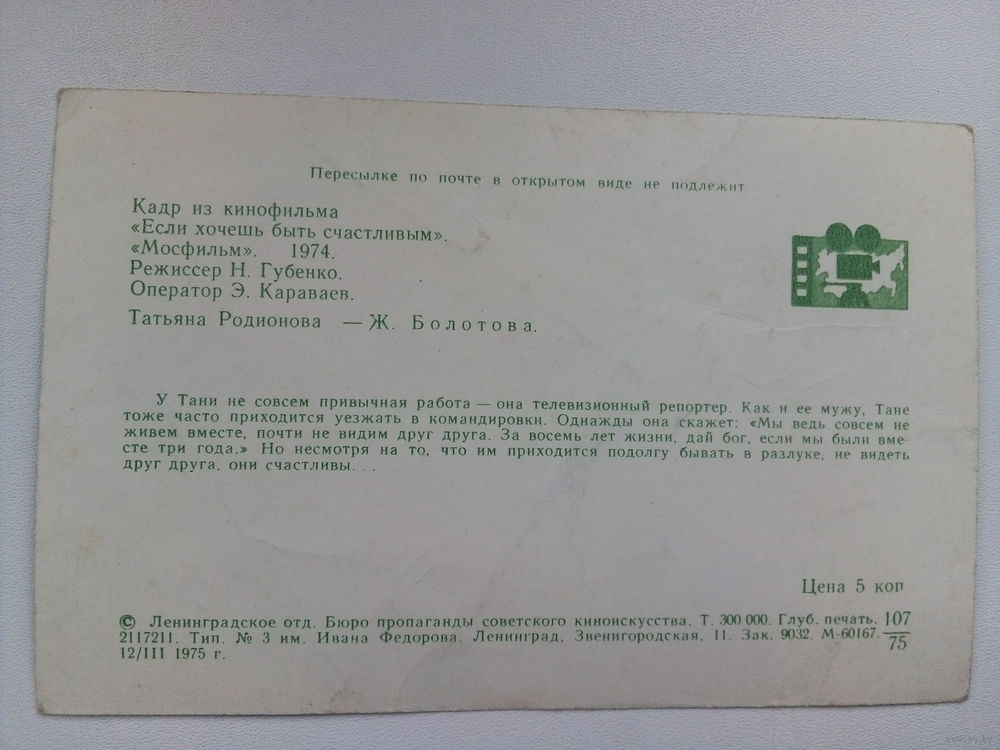 Пересылке по почте в открытом виде не подлежит
Кадр из кинофильма
«Если хочешь быть счастливым».
«Мосфильм». 1974.
Режиссер Н. Губенко.
Оператор Э. Караваев.
Татьяна Родионова — Ж. Болотова.
У Тани не совсем привычная работа — она телевизионный репортер. Как и ее мужу, Тане
тоже часто приходится уезжать в командировки. Однажды она скажет: «Мы ведь совсем не
живем вместе, почти не видим друг друга. За восемь лет жизни, дай бог, если мы были вме-
сте три года.» Но несмотря на то, что им приходится подолгу бывать в разлуке, не видеть
друг друга, они счастливы. . .
Цена 5 коп
© Ленинградское отд. Бюро пропаганды советского киноискусства. Т. 300 000. Глуб. печать. 107/75
2117211. Тип. № 3 им. Ивана Федорова. Ленинград, Звенигородская, 11. Зак. 9032. М-60167.
12/III 1975 г.
www.ay.by